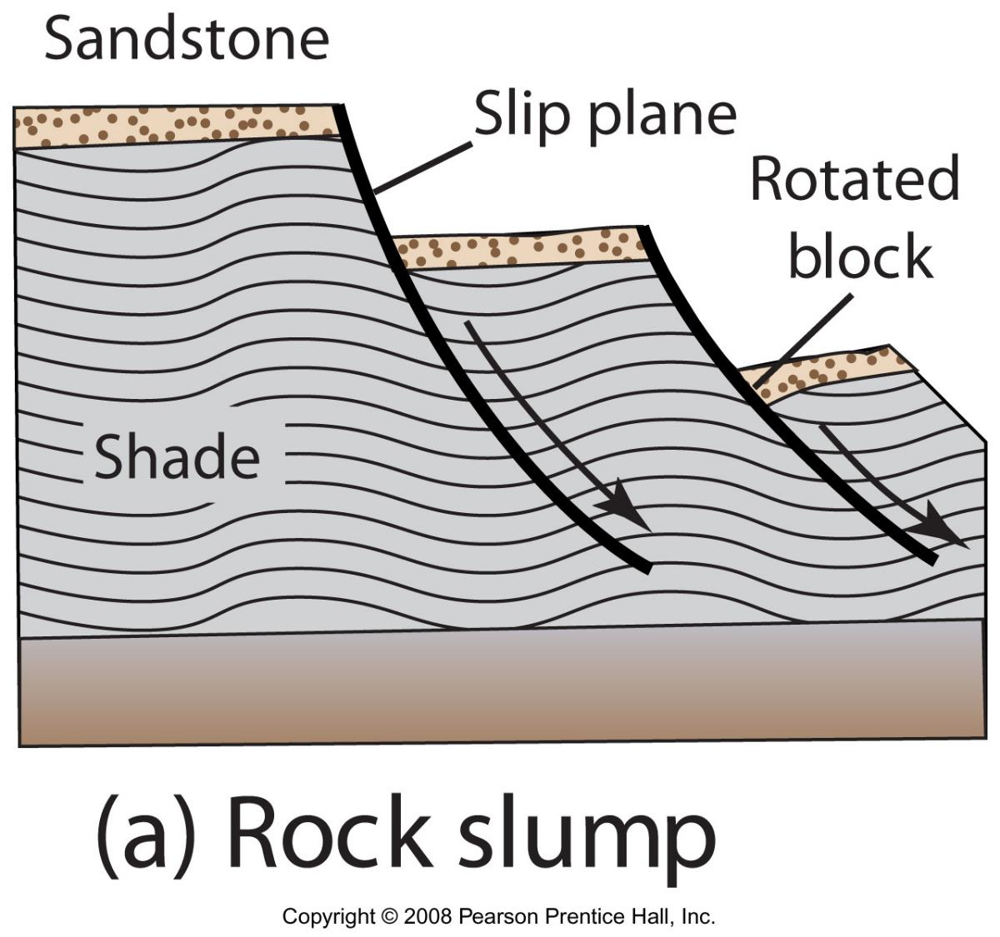 Sandstone
Slip plane
Rotated
block
Shade
(a) Rock slump
Copyright © 2008 Pearson Prentice Hall, Inc.